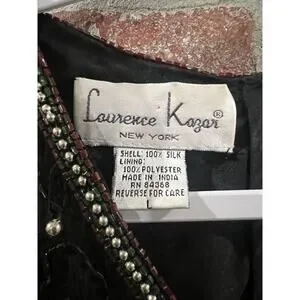 Laurence Kazar®
NEW YORK
SHELL: 100% SILK
LINING:
100% POLYESTER
MADE IN INDIA
RN 84368
REVERSE FOR CARE
L